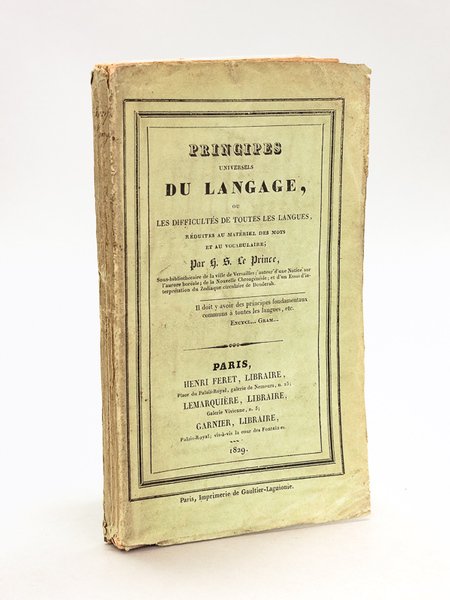 PRINCIPES
UNIVERSELS
DU LANGAGE,
OU
LES DIFFICULTÉS DE TOUTES LES LANGUES,
RÉDUITES AU MATÉRIEL DES MOTS
ET AU VOCABULAIRE;
Par H. S. Le Prince,
Sous-bibliothécaire de la ville de Versailles; auteur d'une Notice sur
l'aurore boréale; de la Nouvelle Chroagénésie; et d'un Essai d'in-
terprétation du Zodiaque circulaire de Denderah.
Il doit y avoir des principes fondamentaux
communs à toutes les langues, etc.
ENCYCL.. GRAM..
PARIS,
HENRI FERET, LIBRAIRE,
Place du Palais-Royal, galerie de Nemours, n. 15;
LEMARQUIÈRE, LIBRAIRE,
Galerie Vivienne, n. 5;
GARNIER, LIBRAIRE,
Palais-Royal; vis-à-vis la cour des Fontaines.
1829.
Paris, Imprimerie de Gaultier-Laguionie.